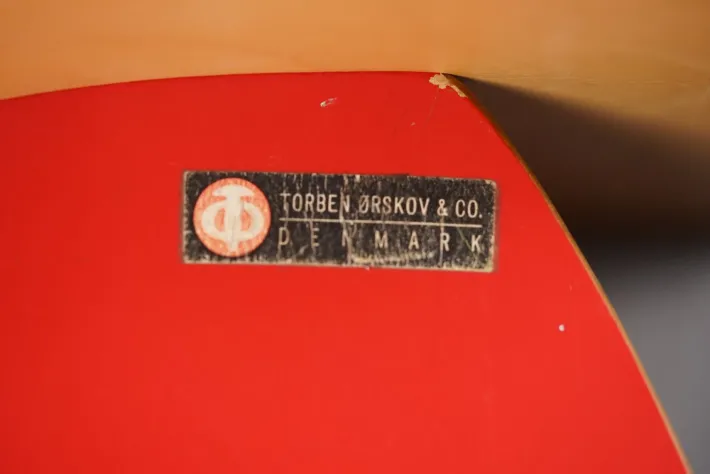 TORBEN ØRSKOV & CO.
DENMARK